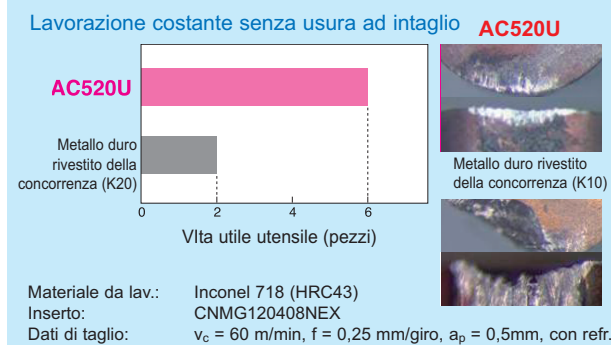 Lavorazione costante senza usura ad intaglio
AC520U
AC520U
Metallo duro
rivestito della
concorrenza (K20)
0 2 4 6
VIta utile utensile (pezzi)
Metallo duro rivestito
della concorrenza (K10)
Materiale da lav.: Inconel 718 (HRC43)
Inserto: CNMG120408NEX
Dati di taglio: vc = 60 m/min, f = 0,25 mm/giro, ap = 0,5mm, con refr.